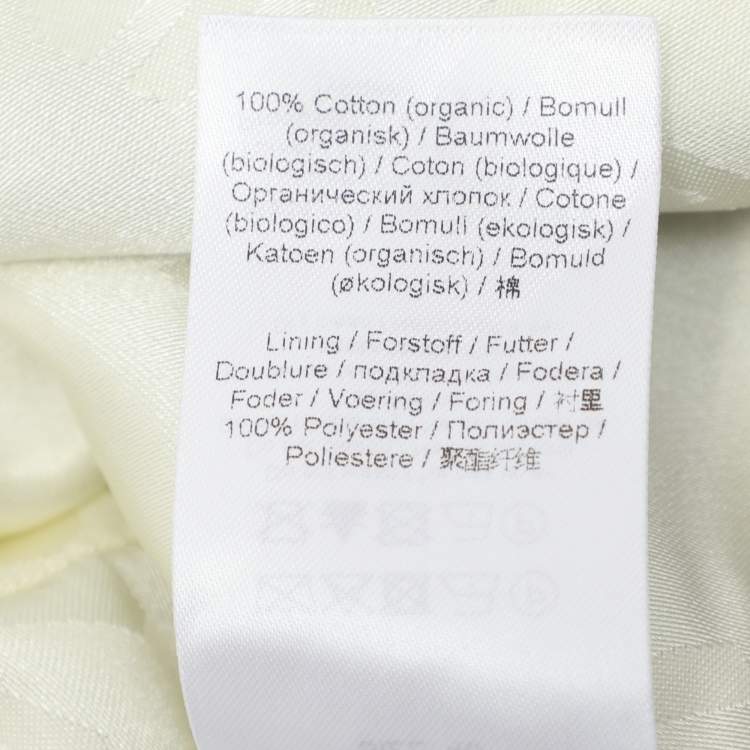 100% Cotton (organic) / Bomull
(organisk) / Baumwolle
(biologisch) / Coton (biologique) /
Органический хлопок / Cotone
(biologico) / Bomull (ekologisk) /
Katoen (organisch) / Bomuld
(økologisk) / 棉
Lining / Forstoff / Futter /
Doublure / подкладка / Fodera /
Foder / Voering / Foring / 衬里
100% Polyester / Полиэстер /
Poliestere / 聚酯纤维